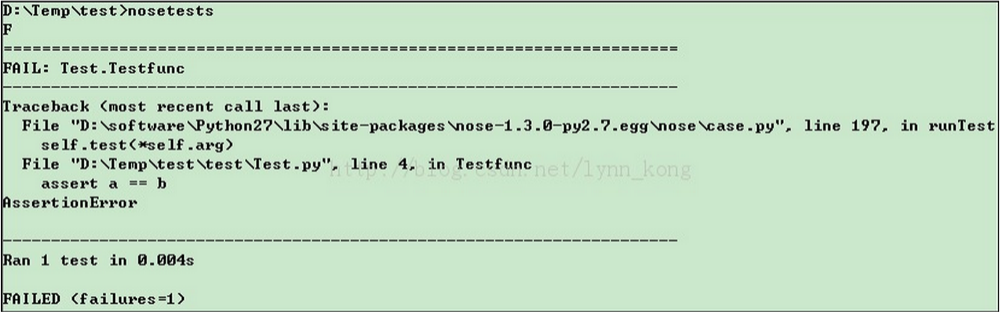 D:\Temp\test>nosetests
F
======================================================================
FAIL: Test.Testfunc
----------------------------------------------------------------------
Traceback (most recent call last):
  File "D:\software\Python27\lib\site-packages\nose-1.3.0-py2.7.egg\nose\case.py", line 197, in runTest
    self.test(*self.arg)
  File "D:\Temp\test\test\Test.py", line 4, in Testfunc
http://blog.csdn.net/lynn_kong
    assert a == b
AssertionError
----------------------------------------------------------------------
Ran 1 test in 0.004s
FAILED (failures=1)